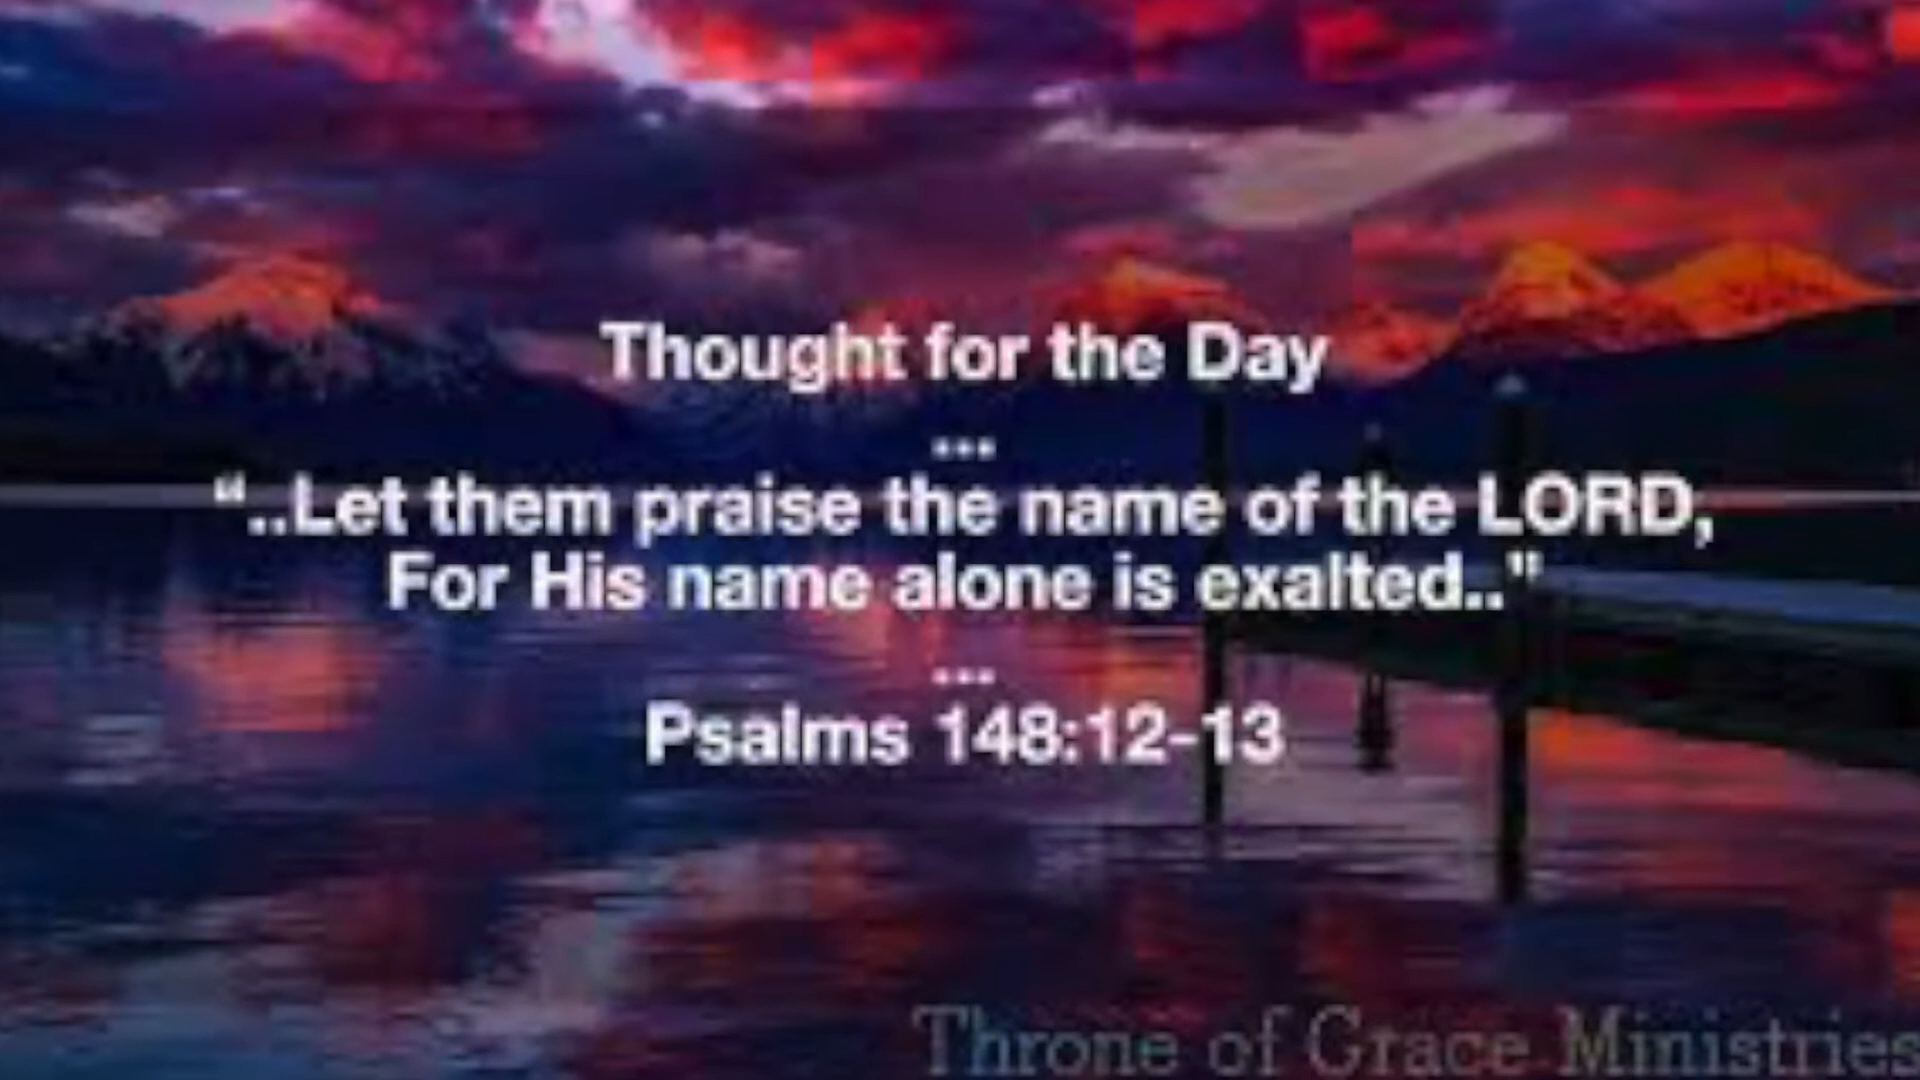 Thought for the Day
...
"..Let them praise the name of the LORD,
For His name alone is exalted.."
...
Psalms 148:12-13
Throne of Grace Ministries